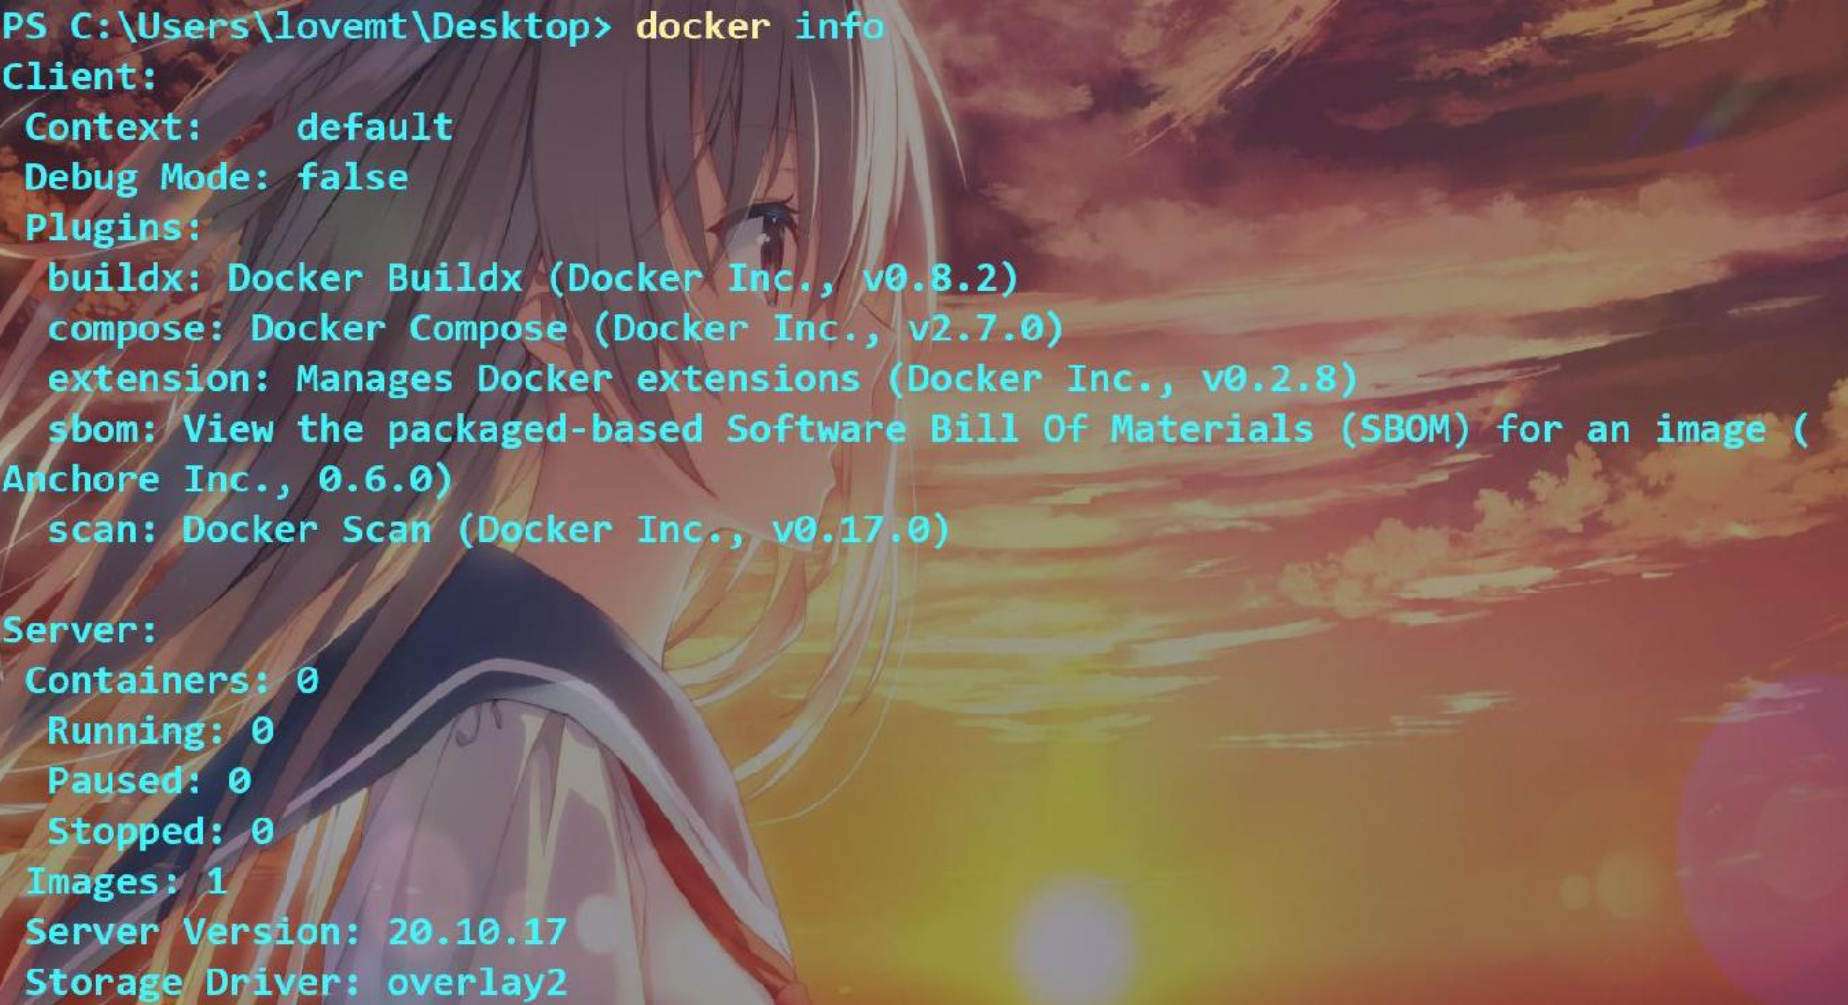 PS C:\Users\lovemt\Desktop> docker info
Client:
 Context:    default
 Debug Mode: false
 Plugins:
  buildx: Docker Buildx (Docker Inc., v0.8.2)
  compose: Docker Compose (Docker Inc., v2.7.0)
  extension: Manages Docker extensions (Docker Inc., v0.2.8)
  sbom: View the packaged-based Software Bill Of Materials (SBOM) for an image (
Anchore Inc., 0.6.0)
  scan: Docker Scan (Docker Inc., v0.17.0)

Server:
 Containers: 0
  Running: 0
  Paused: 0
  Stopped: 0
 Images: 1
 Server Version: 20.10.17
 Storage Driver: overlay2